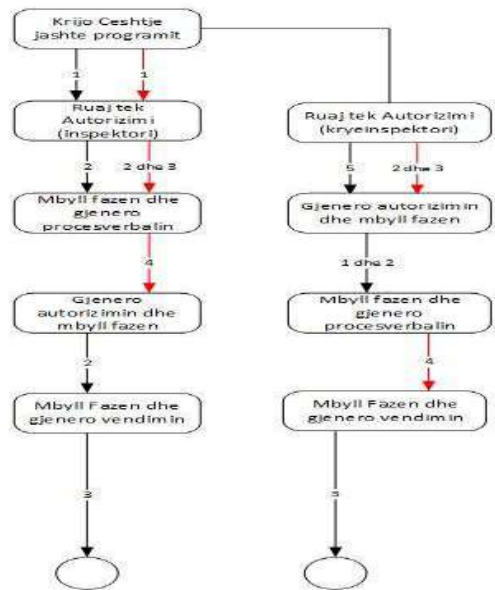 Krijo Ceshtje
jashte programit
1
1
Ruaj tek
Autorizimi
(inspektori)
2
2 dhe 3
Mbyll fazen dhe
gjenero
procesverbalin
4
Gjenero
autorizimin dhe
mbyll fazen
2
Mbyll Fazen dhe
gjenero vendimin
3
Ruaj tek Autorizimi
(kryeinspektori)
5
2 dhe 3
Gjenero autorizimin
dhe mbyll fazen
1 dhe 2
Mbyll fazen dhe
gjenero
procesverbalin
4
Mbyll Fazen dhe
gjenero vendimin
3